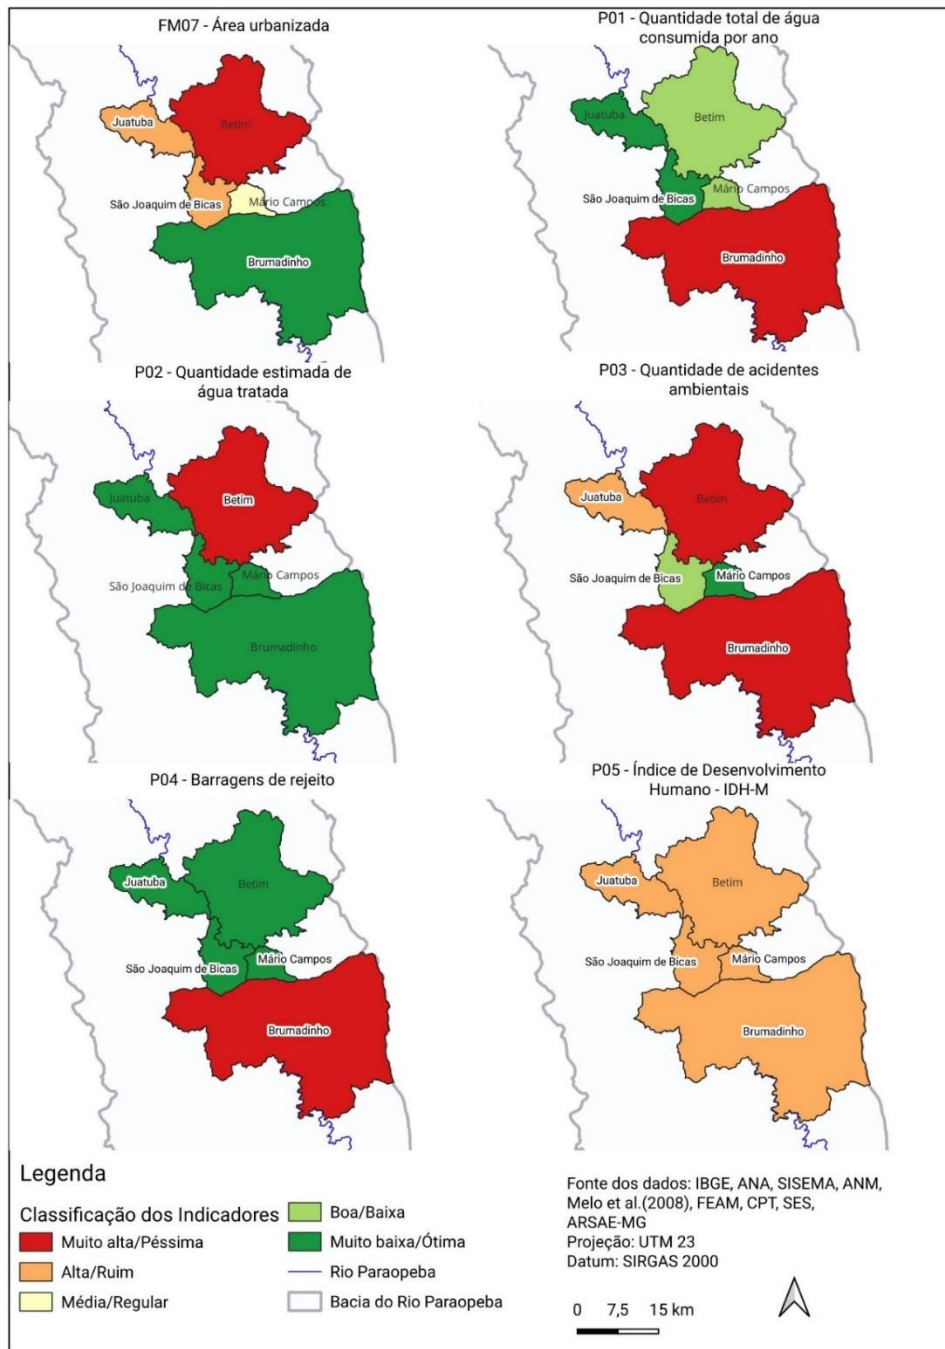 FM07 - Área urbanizada
Juatuba
Betim
São Joaquim de Bicas
Mário Campos
Brumadinho
P01 - Quantidade total de água
consumida por ano
Juatuba
Betim
São Joaquim de Bicas
Mário Campos
Brumadinho
P02 - Quantidade estimada de
água tratada
Juatuba
Betim
São Joaquim de Bicas
Mário Campos
Brumadinho
P03 - Quantidade de acidentes
ambientais
Juatuba
Betim
São Joaquim de Bicas
Mário Campos
Brumadinho
P04 - Barragens de rejeito
Juatuba
Betim
São Joaquim de Bicas
Mário Campos
Brumadinho
P05 - Índice de Desenvolvimento
Humano - IDH-M
Juatuba
Betim
São Joaquim de Bicas
Mário Campos
Brumadinho
Legenda
Classificação dos Indicadores
Muito alta/Péssima
Alta/Ruim
Média/Regular
Boa/Baixa
Muito baixa/Ótima
Rio Paraopeba
Bacia do Rio Paraopeba
Fonte dos dados: IBGE, ANA, SISEMA, ANM,
Melo et al.(2008), FEAM, CPT, SES,
ARSAE-MG
Projeção: UTM 23
Datum: SIRGAS 2000
0 7,5 15 km